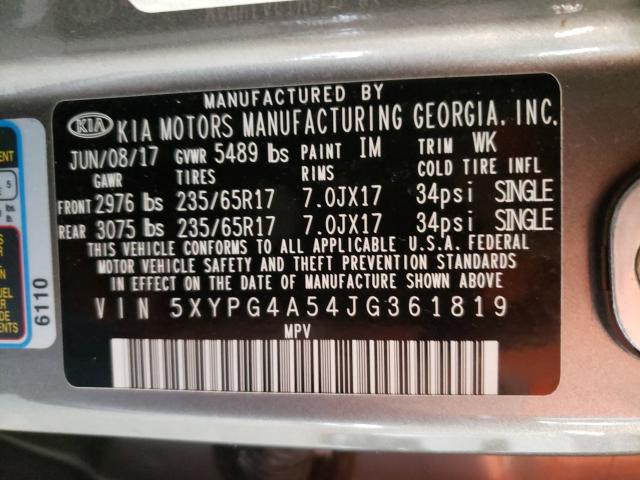 MANUFACTURED BY
KIA KIA MOTORS MANUFACTURING GEORGIA, INC.
JUN/08/17 GVWR 5489 lbs PAINT IM TRIM WK
GAWR TIRES RIMS COLD TIRE INFL
FRONT 2976 lbs 235/65R17 7.0JX17 34psi SINGLE
REAR 3075 lbs 235/65R17 7.0JX17 34psi SINGLE
THIS VEHICLE CONFORMS TO ALL APPLICABLE U.S.A. FEDERAL
MOTOR VEHICLE SAFETY AND THEFT PREVENTION STANDARDS
IN EFFECT ON THE DATE OF MANUFACTURE SHOWN ABOVE
VIN 5XYPG4A54JG361819
MPV
5
6110